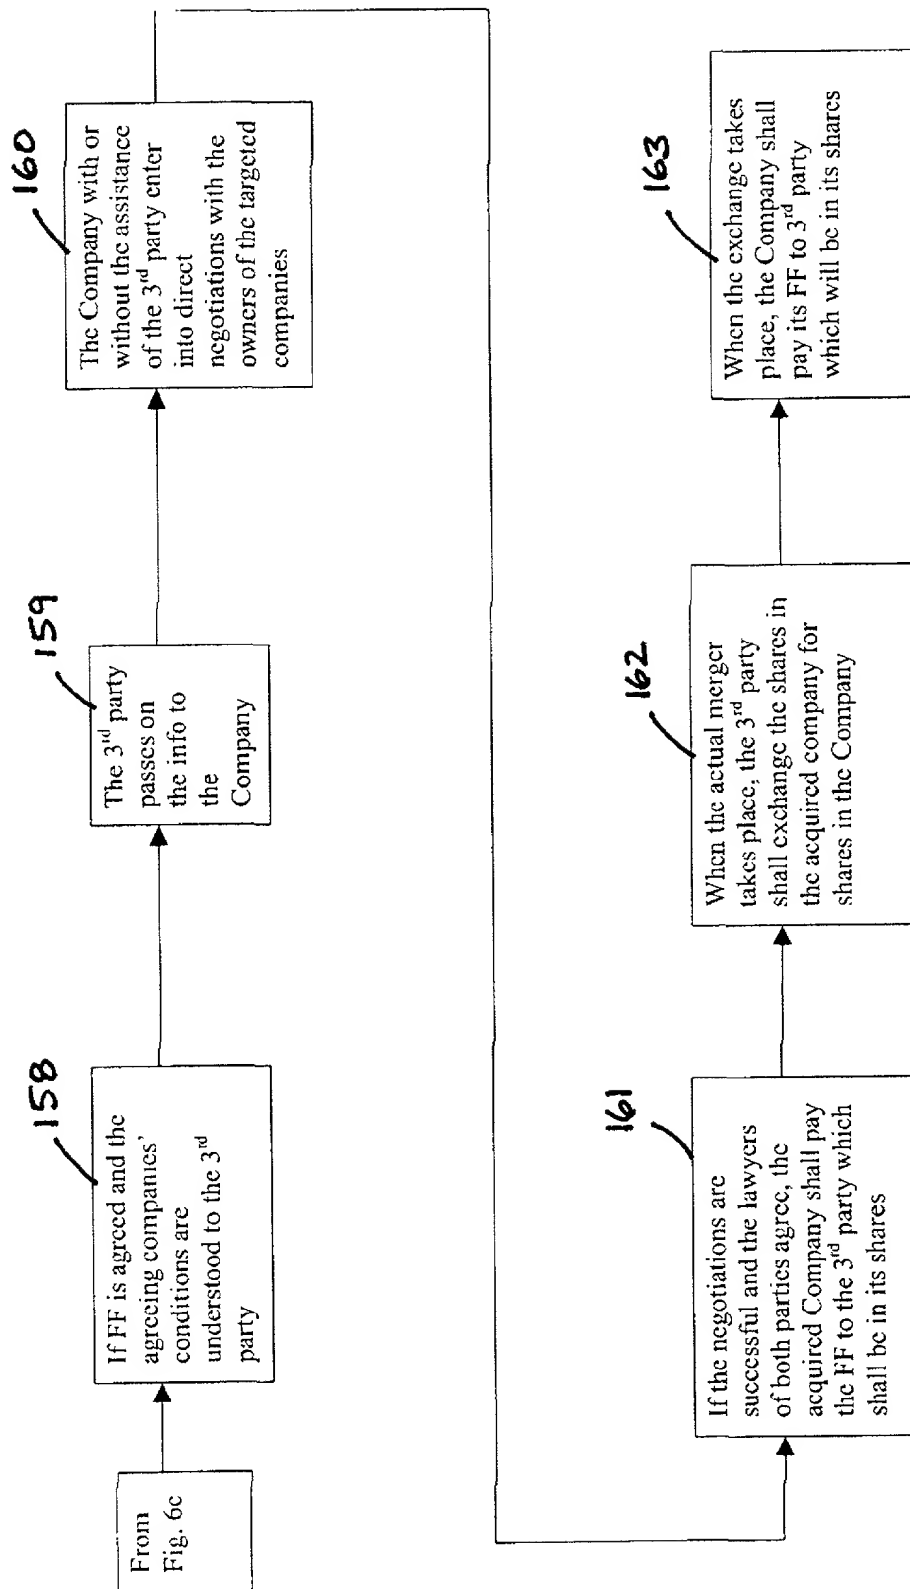 From
Fig. 6c
158
If FF is agreed and the
agreeing companies'
conditions are
understood to the 3rd
party
159
The 3rd party
passes on
the info to
the
Company
160
The Company with or
without the assistance
of the 3rd party enter
into direct
negotiations with the
owners of the targeted
companies
161
If the negotiations are
successful and the lawyers
of both parties agree, the
acquired Company shall pay
the FF to the 3rd party which
shall be in its shares
162
When the actual merger
takes place, the 3rd party
shall exchange the shares in
the acquired company for
shares in the Company
163
When the exchange takes
place, the Company shall
pay its FF to 3rd party
which will be in its shares